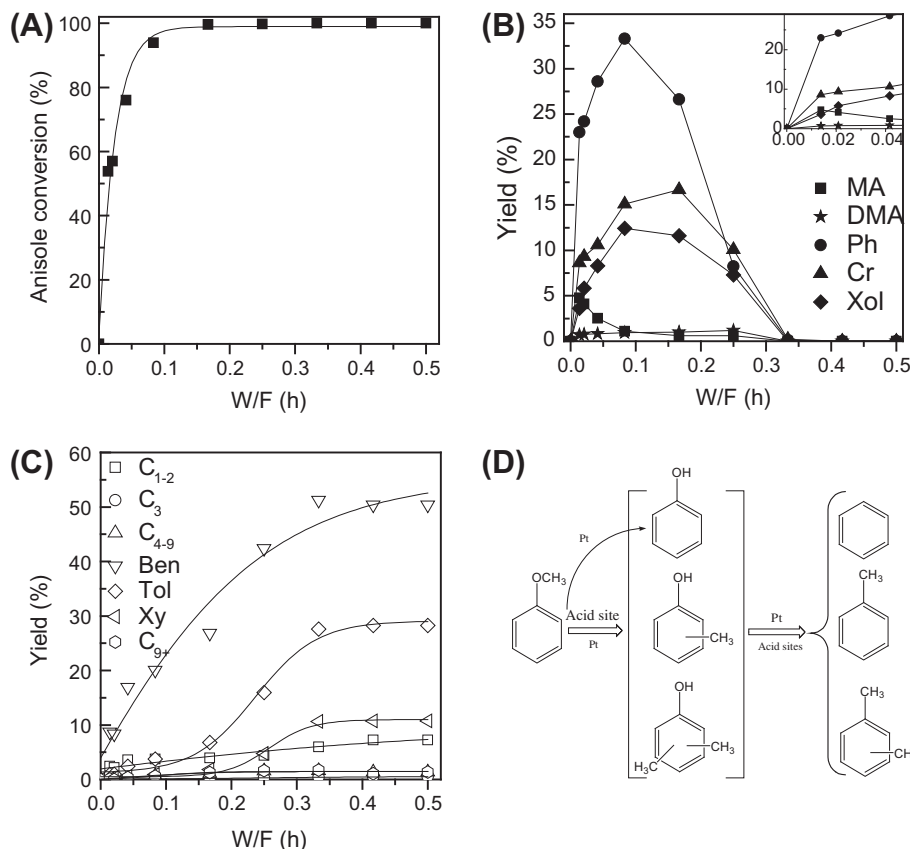 (A)
100
80
60
40
20
0
Anisole conversion (%)
0.0 0.1 0.2 0.3 0.4 0.5
W/F (h)
(B)
35
30
25
20
15
10
5
0
Yield (%)
0.0 0.1 0.2 0.3 0.4 0.5
W/F (h)
20
10
0
0.00 0.02 0.04
MA
DMA
Ph
Cr
Xol
(C)
60
50
40
30
20
10
0
Yield (%)
C1-2
C3
C4-9
Ben
Tol
Xy
C9+
0.0 0.1 0.2 0.3 0.4 0.5
W/F (h)
(D)
OH
Pt
OCH3
Acid site
Pt
OH
CH3
OH
CH3
H3C
Pt
Acid sites
CH3
CH3
CH